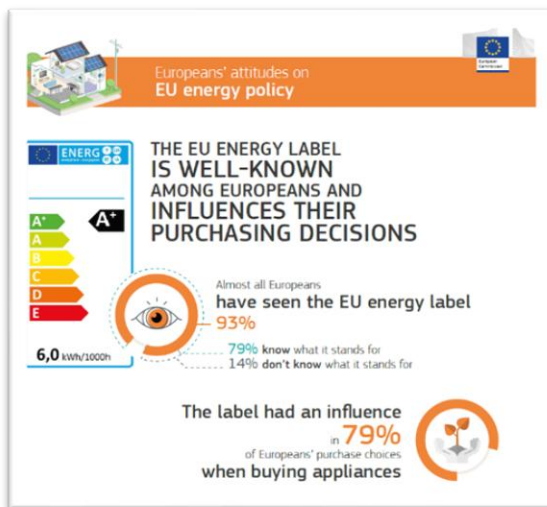 Europeans' attitudes on
EU energy policy
European
Commission
ENERG
THE EU ENERGY LABEL
IS WELL-KNOWN
AMONG EUROPEANS AND
INFLUENCES THEIR
PURCHASING DECISIONS
A+
A+
A
B
C
D
E
6,0 kWh/1000h
Almost all Europeans
have seen the EU energy label
93%
79% know what it stands for
14% don't know what it stands for
The label had an influence
in 79%
of Europeans' purchase choices
when buying appliances